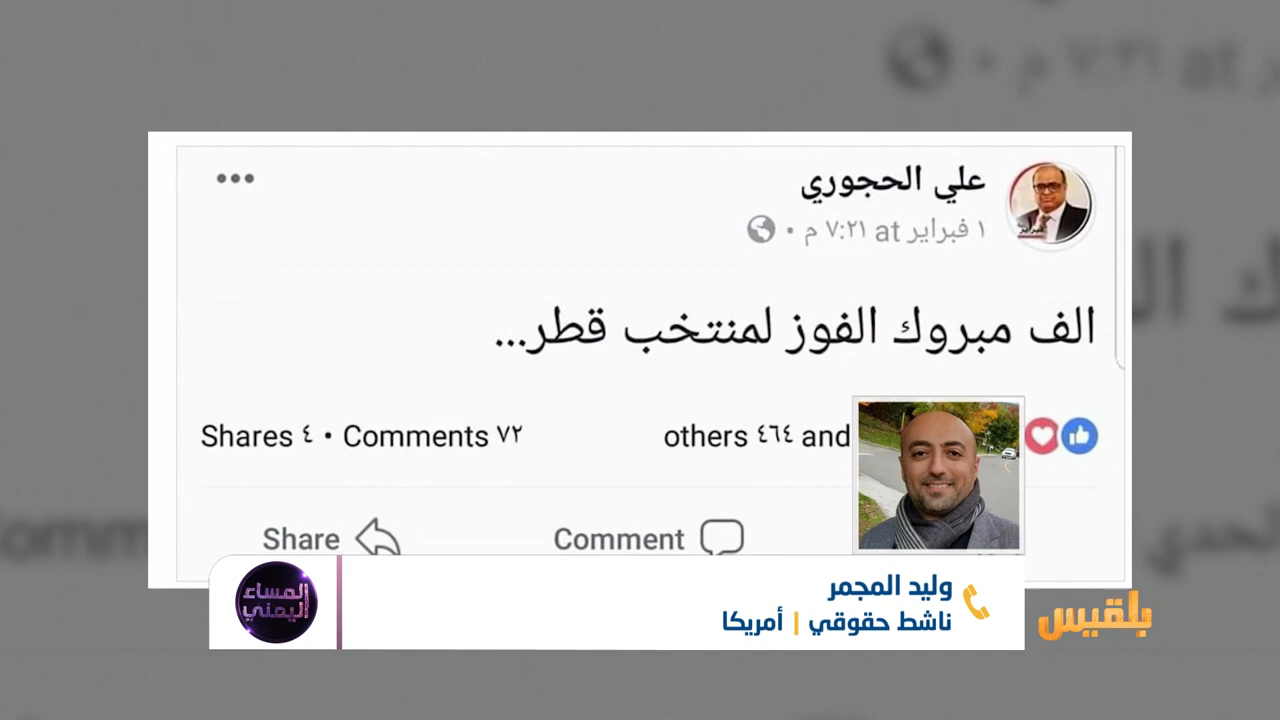 علي الحجوري
١ فبراير at ٧:٢١ م •
الف مبروك الفوز لمنتخب قطر...
others ٤٦٤ and
Shares ٤ • Comments ٧٢
Comment
Share
وليد المجمر
ناشط حقوقي | أمريكا
المساء
اليمني
بلقيس